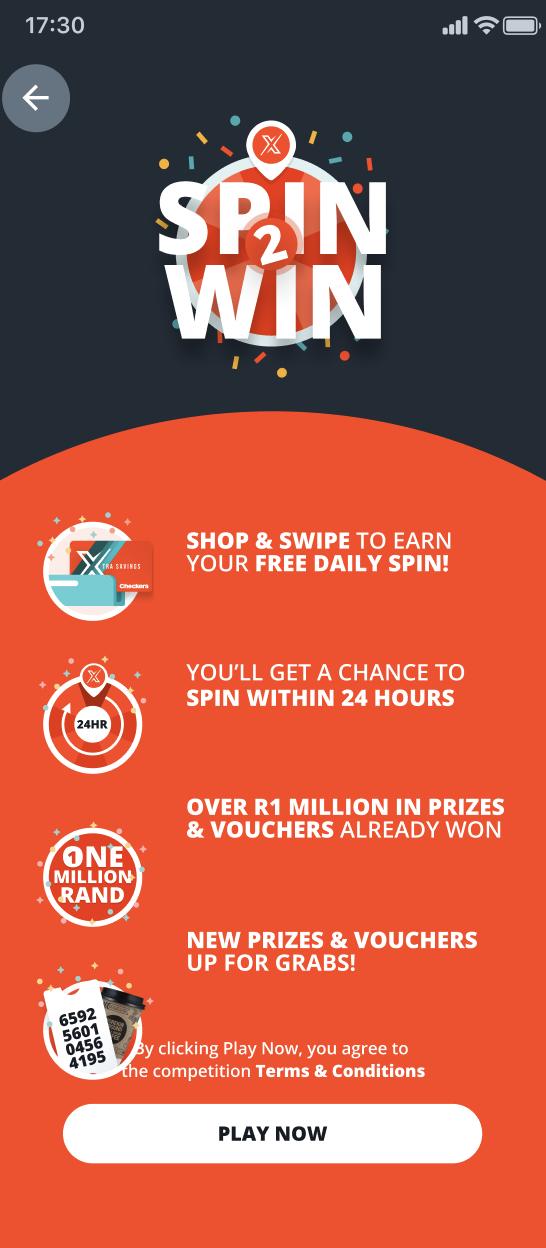 17:30
SPIN
2
WIN
SHOP & SWIPE TO EARN
YOUR FREE DAILY SPIN!
XTRA SAVINGS
Checkers
YOU’LL GET A CHANCE TO
SPIN WITHIN 24 HOURS
24HR
OVER R1 MILLION IN PRIZES
& VOUCHERS ALREADY WON
ONE
MILLION
RAND
NEW PRIZES & VOUCHERS
UP FOR GRABS!
6592
5601
0456
4195
By clicking Play Now, you agree to
the competition Terms & Conditions
PLAY NOW